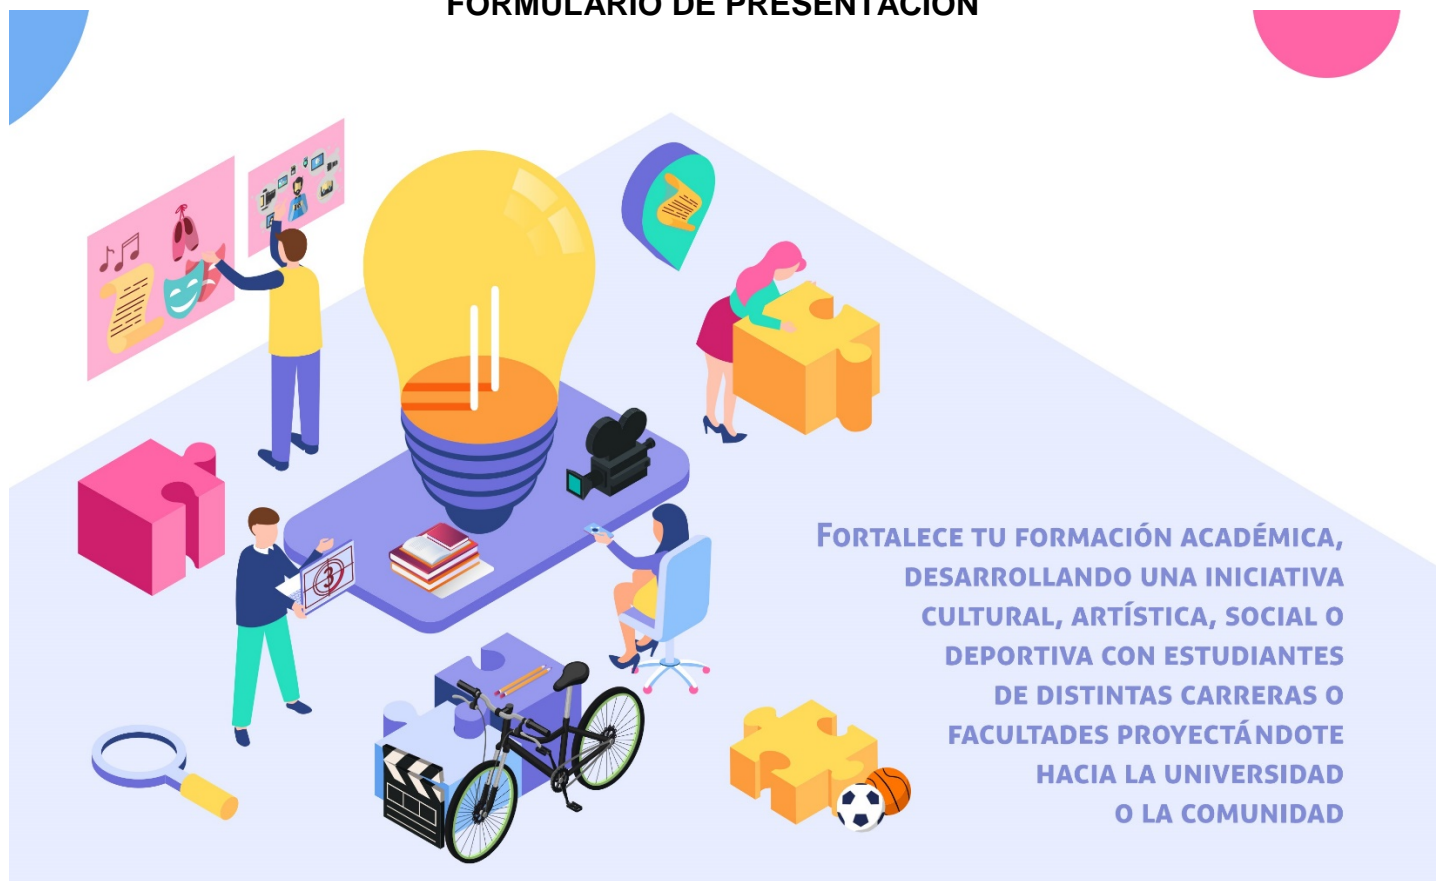 FORMULARIO DE PRESENTACIÓN
FORTALECE TU FORMACIÓN ACADÉMICA,
DESARROLLANDO UNA INICIATIVA
CULTURAL, ARTÍSTICA, SOCIAL O
DEPORTIVA CON ESTUDIANTES
DE DISTINTAS CARRERAS O
FACULTADES PROYECTÁNDOTE
HACIA LA UNIVERSIDAD
O LA COMUNIDAD
3